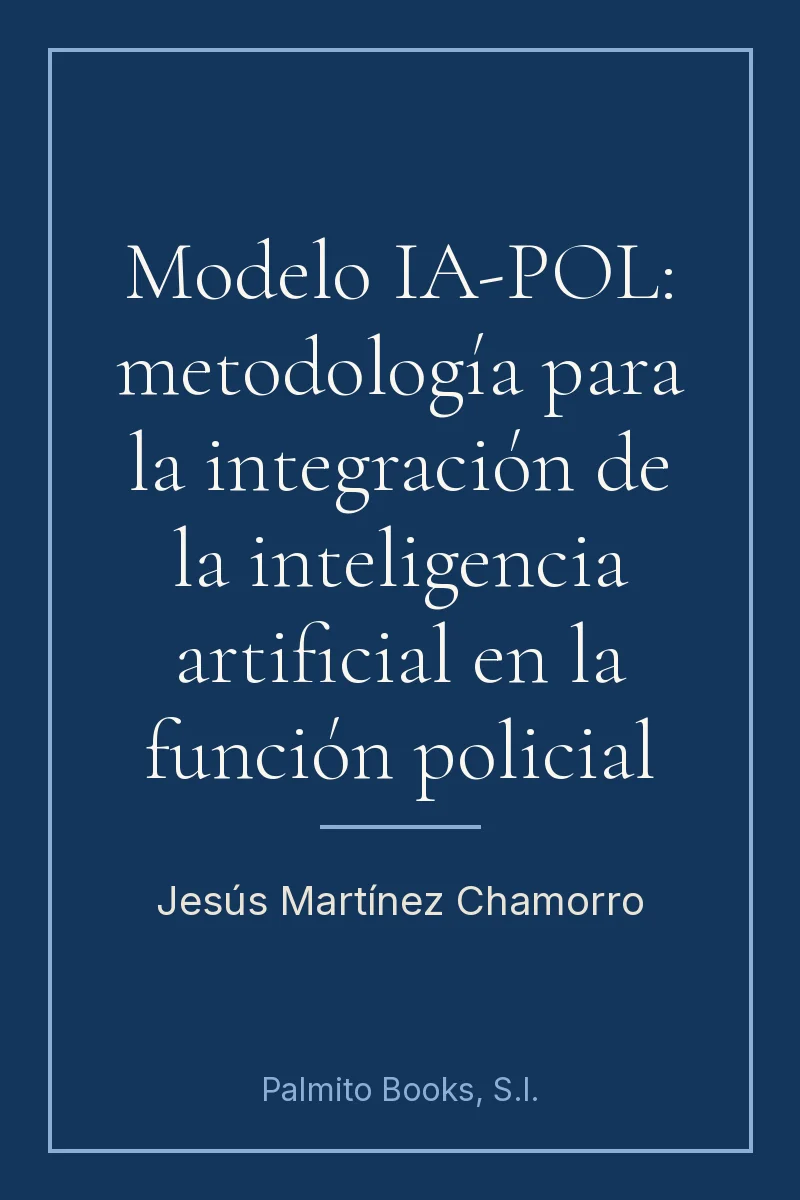 Modelo IA-POL:
metodología para
la integración de
la inteligencia
artificial en la
función policial
Jesús Martínez Chamorro
Palmito Books, S.l.